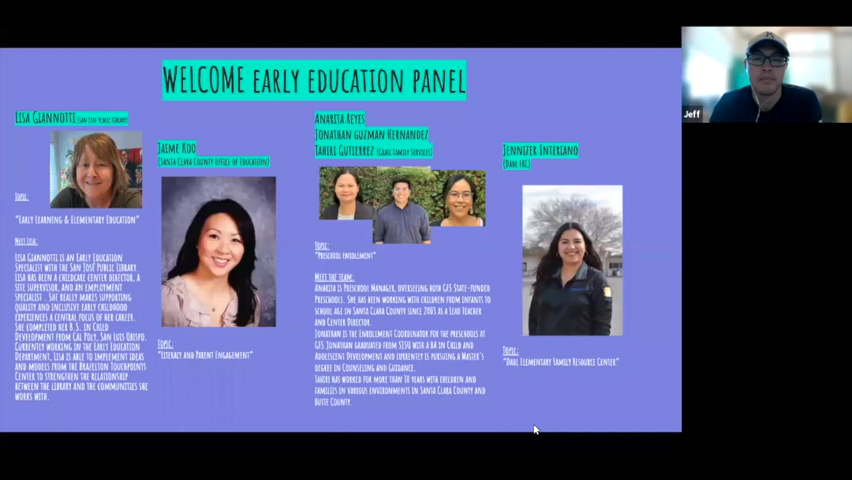 WELCOME EARLY EDUCATION PANEL
LISA GIANNOTTI (SAN JOSE PUBLIC LIBRARY)
TOPIC:
"EARLY LEARNING & ELEMENTARY EDUCATION"
MEET LISA:
LISA GIANNOTTI IS AN EARLY EDUCATION
SPECIALIST WITH THE SAN JOSÉ PUBLIC LIBRARY.
LISA HAS BEEN A CHILDCARE CENTER DIRECTOR, A
SITE SUPERVISOR, AND AN EMPLOYMENT
SPECIALIST . SHE REALLY MAKES SUPPORTING
QUALITY AND INCLUSIVE EARLY CHILDHOOD
EXPERIENCES A CENTRAL FOCUS OF HER CAREER.
SHE COMPLETED HER B.S. IN CHILD
DEVELOPMENT FROM CAL POLY, SAN LUIS OBISPO.
CURRENTLY WORKING IN THE EARLY EDUCATION
DEPARTMENT, LISA IS ABLE TO IMPLEMENT IDEAS
AND MODELS FROM THE BRAZELTON TOUCHPOINTS
CENTER TO STRENGTHEN THE RELATIONSHIP
BETWEEN THE LIBRARY AND THE COMMUNITIES SHE
WORKS WITH.
JAIME KOO
(SANTA CLARA COUNTY OFFICE OF EDUCATION)
TOPIC:
"LITERACY AND PARENT ENGAGEMENT"
ANARITA REYES
JONATHAN GUZMAN HERNANDEZ
TAHIRI GUTIERREZ (GRAIL FAMILY SERVICES)
TOPIC:
"PRESCHOOL ENROLLMENT"
MEET THE TEAM:
ANARITA IS PRESCHOOL MANAGER, OVERSEEING BOTH GFS STATE-FUNDED
PRESCHOOLS. SHE HAS BEEN WORKING WITH CHILDREN FROM INFANTS TO
SCHOOL AGE IN SANTA CLARA COUNTY SINCE 2003 AS A LEAD TEACHER
AND CENTER DIRECTOR.
JONATHAN IS THE ENROLLMENT COORDINATOR FOR THE PRESCHOOLS AT
GFS. JONATHAN GRADUATED FROM SJSU WITH A BA IN CHILD AND
ADOLESCENT DEVELOPMENT AND CURRENTLY IS PURSUING A MASTER'S
DEGREE IN COUNSELING AND GUIDANCE.
TAHIRI HAS WORKED FOR MORE THAN 10 YEARS WITH CHILDREN AND
FAMILIES IN VARIOUS ENVIRONMENTS IN SANTA CLARA COUNTY AND
BUTTE COUNTY.
JENNIFER INTERIANO
(DAHL FRC)
TOPIC:
"DAHL ELEMENTARY FAMILY RESOURCE CENTER"
Jeff